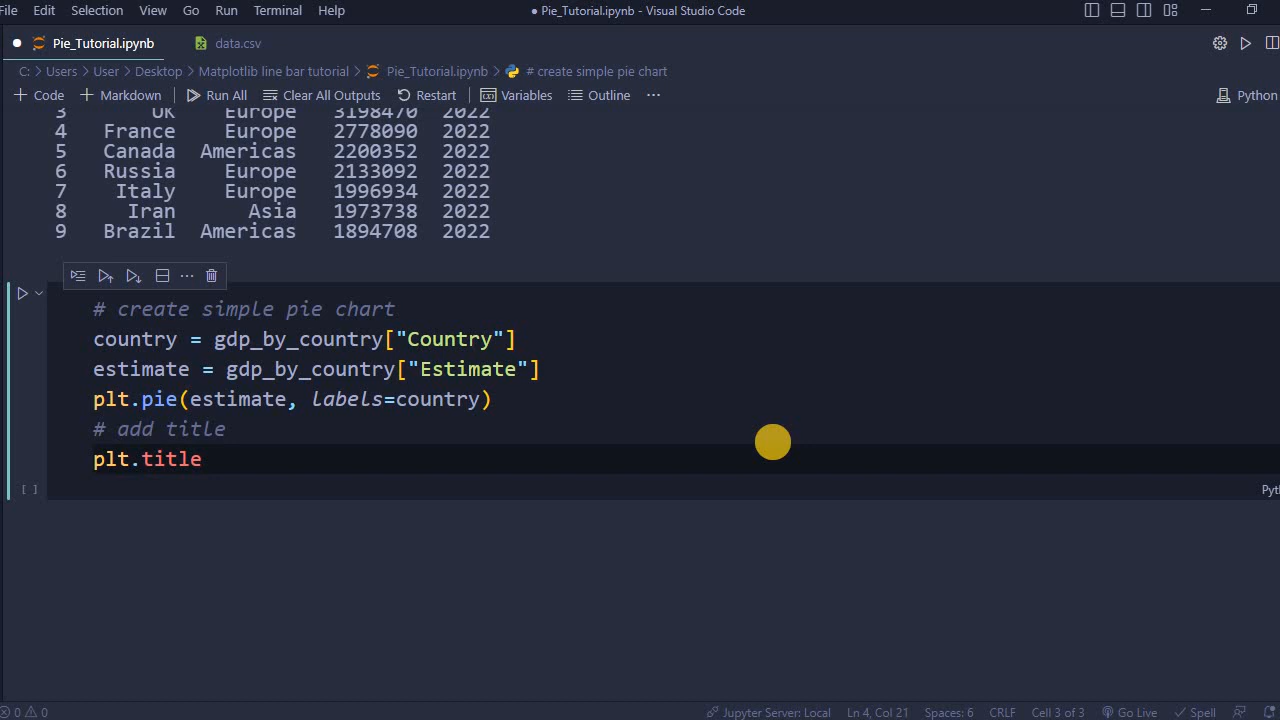 File Edit Selection View Go Run Terminal Help ● Pie_Tutorial.ipynb - Visual Studio Code
Pie_Tutorial.ipynb data.csv
C: > Users > User > Desktop > Matplotlib line bar tutorial > Pie_Tutorial.ipynb > # create simple pie chart
+ Code + Markdown Run All Clear All Outputs Restart Variables Outline ··· Python
3 UK Europe 3198470 2022
4 France Europe 2778090 2022
5 Canada Americas 2200352 2022
6 Russia Europe 2133092 2022
7 Italy Europe 1996934 2022
8 Iran Asia 1973738 2022
9 Brazil Americas 1894708 2022
# create simple pie chart
country = gdp_by_country["Country"]
estimate = gdp_by_country["Estimate"]
plt.pie(estimate, labels=country)
# add title
plt.title
[ ] Pyth
0 0 Jupyter Server: Local Ln 4, Col 21 Spaces: 6 CRLF Cell 3 of 3 Go Live Spell